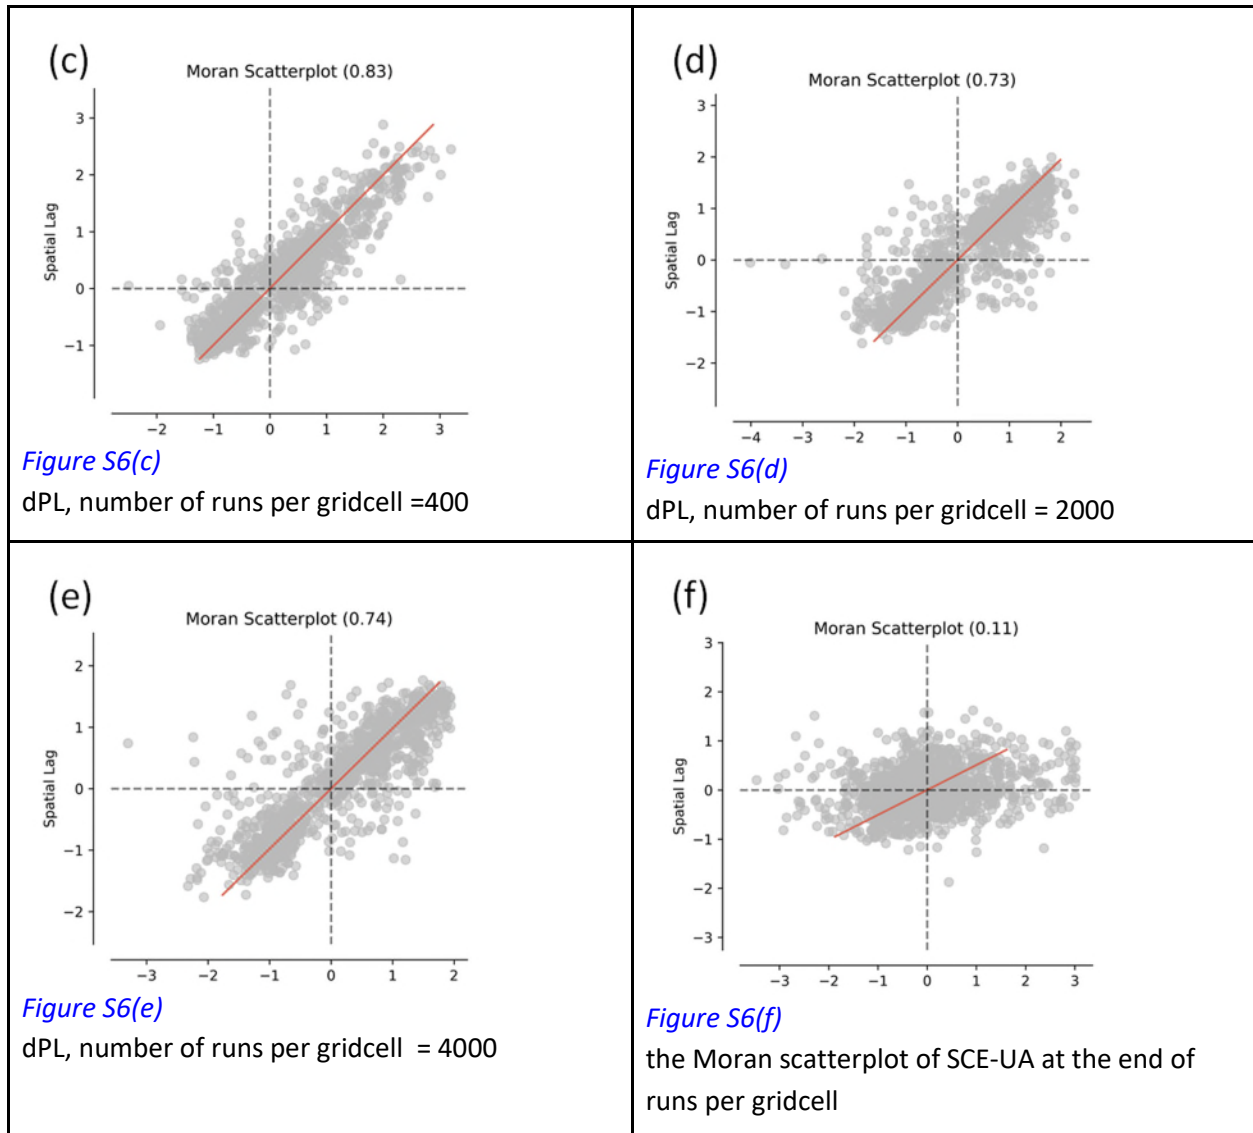 (c)
Moran Scatterplot (0.83)
3
2
1
0
−1
Spatial Lag
−2 −1 0 1 2 3
Figure S6(c)
dPL, number of runs per gridcell =400
(d)
Moran Scatterplot (0.73)
3
2
1
0
−1
−2
Spatial Lag
−4 −3 −2 −1 0 1 2
Figure S6(d)
dPL, number of runs per gridcell = 2000
(e)
Moran Scatterplot (0.74)
2
1
0
−1
−2
Spatial Lag
−3 −2 −1 0 1 2
Figure S6(e)
dPL, number of runs per gridcell = 4000
(f)
Moran Scatterplot (0.11)
3
2
1
0
−1
−2
−3
Spatial Lag
−3 −2 −1 0 1 2 3
Figure S6(f)
the Moran scatterplot of SCE-UA at the end of
runs per gridcell